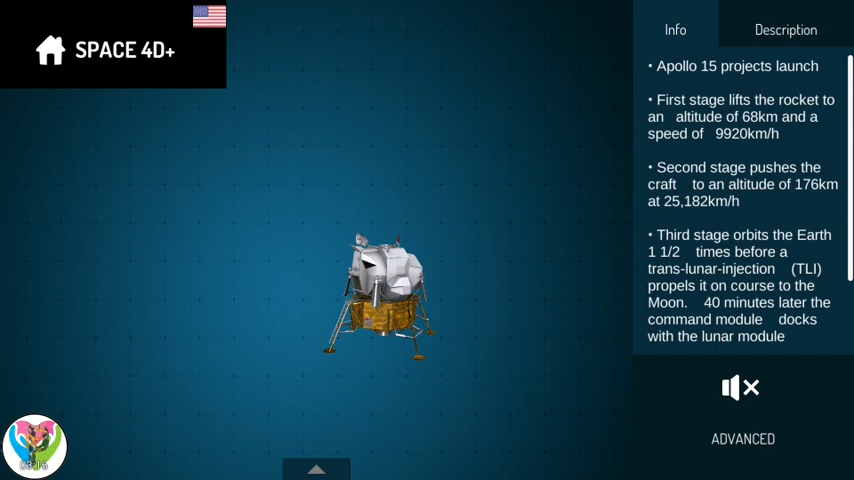 SPACE 4D+
Info
Description
• Apollo 15 projects launch
• First stage lifts the rocket to
an altitude of 68km and a
speed of 9920km/h
• Second stage pushes the
craft to an altitude of 176km
at 25,182km/h
• Third stage orbits the Earth
1 1/2 times before a
trans-lunar-injection (TLI)
propels it on course to the
Moon. 40 minutes later the
command module docks
with the lunar module
ADVANCED